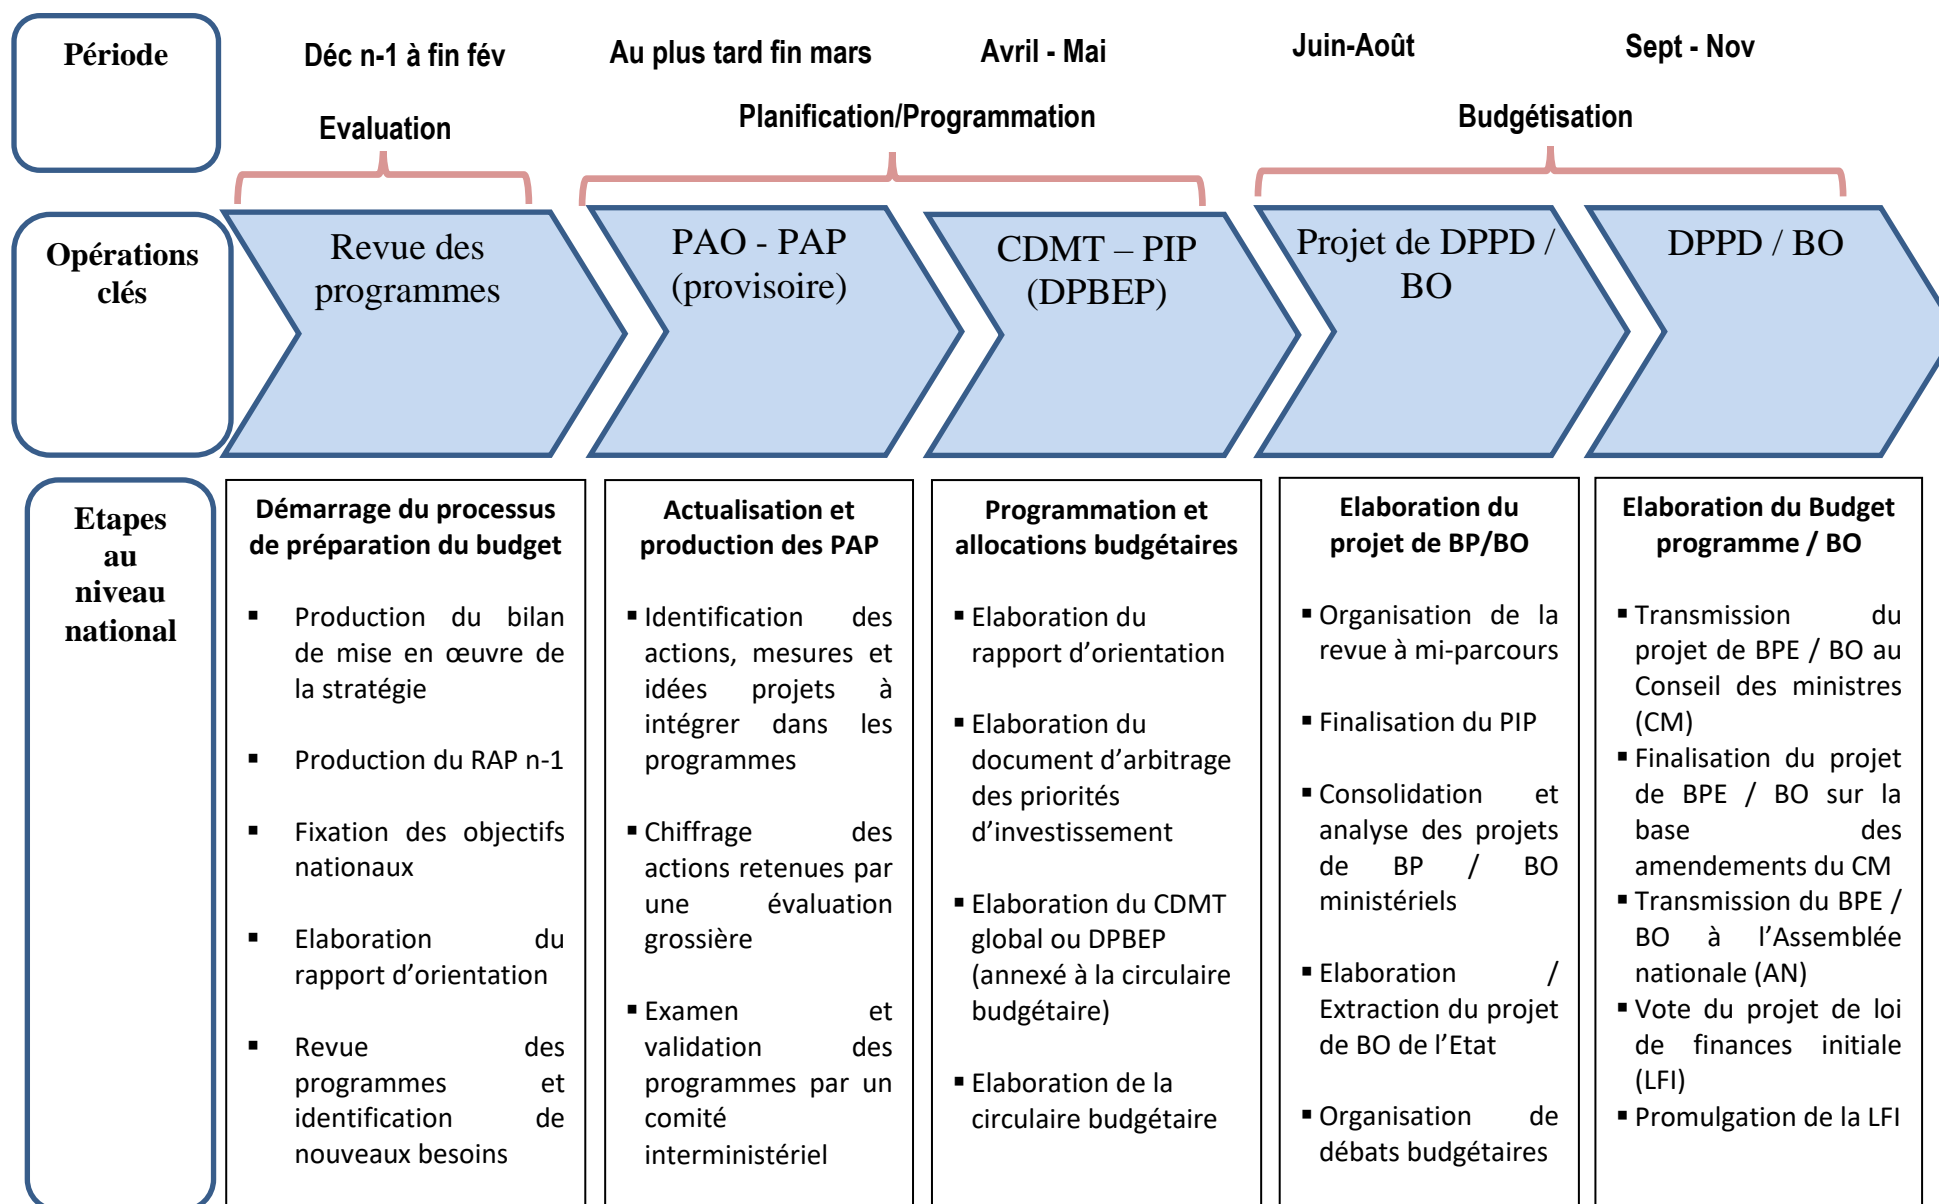 Période
Déc n-1 à fin fév
Au plus tard fin mars
Avril - Mai
Juin-Août
Sept - Nov
Evaluation
Planification/Programmation
Budgétisation
Opérations
clés
Revue des
programmes
PAO - PAP
(provisoire)
CDMT – PIP
(DPBEP)
Projet de DPPD /
BO
DPPD / BO
Etapes
au
niveau
national
Démarrage du processus
de préparation du budget
▪ Production du bilan
de mise en œuvre de
la stratégie
▪ Production du RAP n-1
▪ Fixation des objectifs
nationaux
▪ Elaboration du
rapport d’orientation
▪ Revue des
programmes et
identification de
nouveaux besoins
Actualisation et
production des PAP
▪ Identification des
actions, mesures et
idées projets à
intégrer dans les
programmes
▪ Chiffrage des
actions retenues par
une évaluation
grossière
▪ Examen et
validation des
programmes par un
comité
interministériel
Programmation et
allocations budgétaires
▪ Elaboration du
rapport d’orientation
▪ Elaboration du
document d’arbitrage
des priorités
d’investissement
▪ Elaboration du CDMT
global ou DPBEP
(annexé à la circulaire
budgétaire)
▪ Elaboration de la
circulaire budgétaire
Elaboration du
projet de BP/BO
▪ Organisation de la
revue à mi-parcours
▪ Finalisation du PIP
▪ Consolidation et
analyse des projets
de BP / BO
ministériels
▪ Elaboration /
Extraction du projet
de BO de l’Etat
▪ Organisation de
débats budgétaires
Elaboration du Budget
programme / BO
▪ Transmission du
projet de BPE / BO au
Conseil des ministres
(CM)
▪ Finalisation du projet
de BPE / BO sur la
base des
amendements du CM
▪ Transmission du BPE /
BO à l’Assemblée
nationale (AN)
▪ Vote du projet de loi
de finances initiale
(LFI)
▪ Promulgation de la LFI